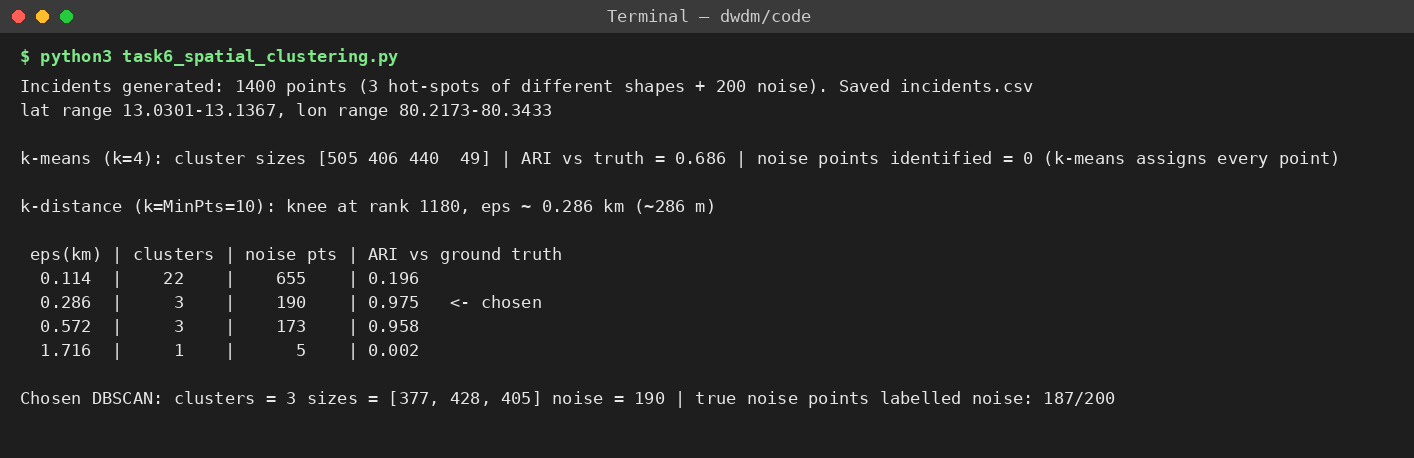 Terminal — dwdm/code
$ python3 task6_spatial_clustering.py
Incidents generated: 1400 points (3 hot-spots of different shapes + 200 noise). Saved incidents.csv
lat range 13.0301-13.1367, lon range 80.2173-80.3433
k-means (k=4): cluster sizes [505 406 440  49] | ARI vs truth = 0.686 | noise points identified = 0 (k-means assigns every point)
k-distance (k=MinPts=10): knee at rank 1180, eps ~ 0.286 km (~286 m)
 eps(km) | clusters | noise pts | ARI vs ground truth
  0.114  |    22    |    655    | 0.196
  0.286  |     3    |    190    | 0.975   <- chosen
  0.572  |     3    |    173    | 0.958
  1.716  |     1    |      5    | 0.002
Chosen DBSCAN: clusters = 3 sizes = [377, 428, 405] noise = 190 | true noise points labelled noise: 187/200